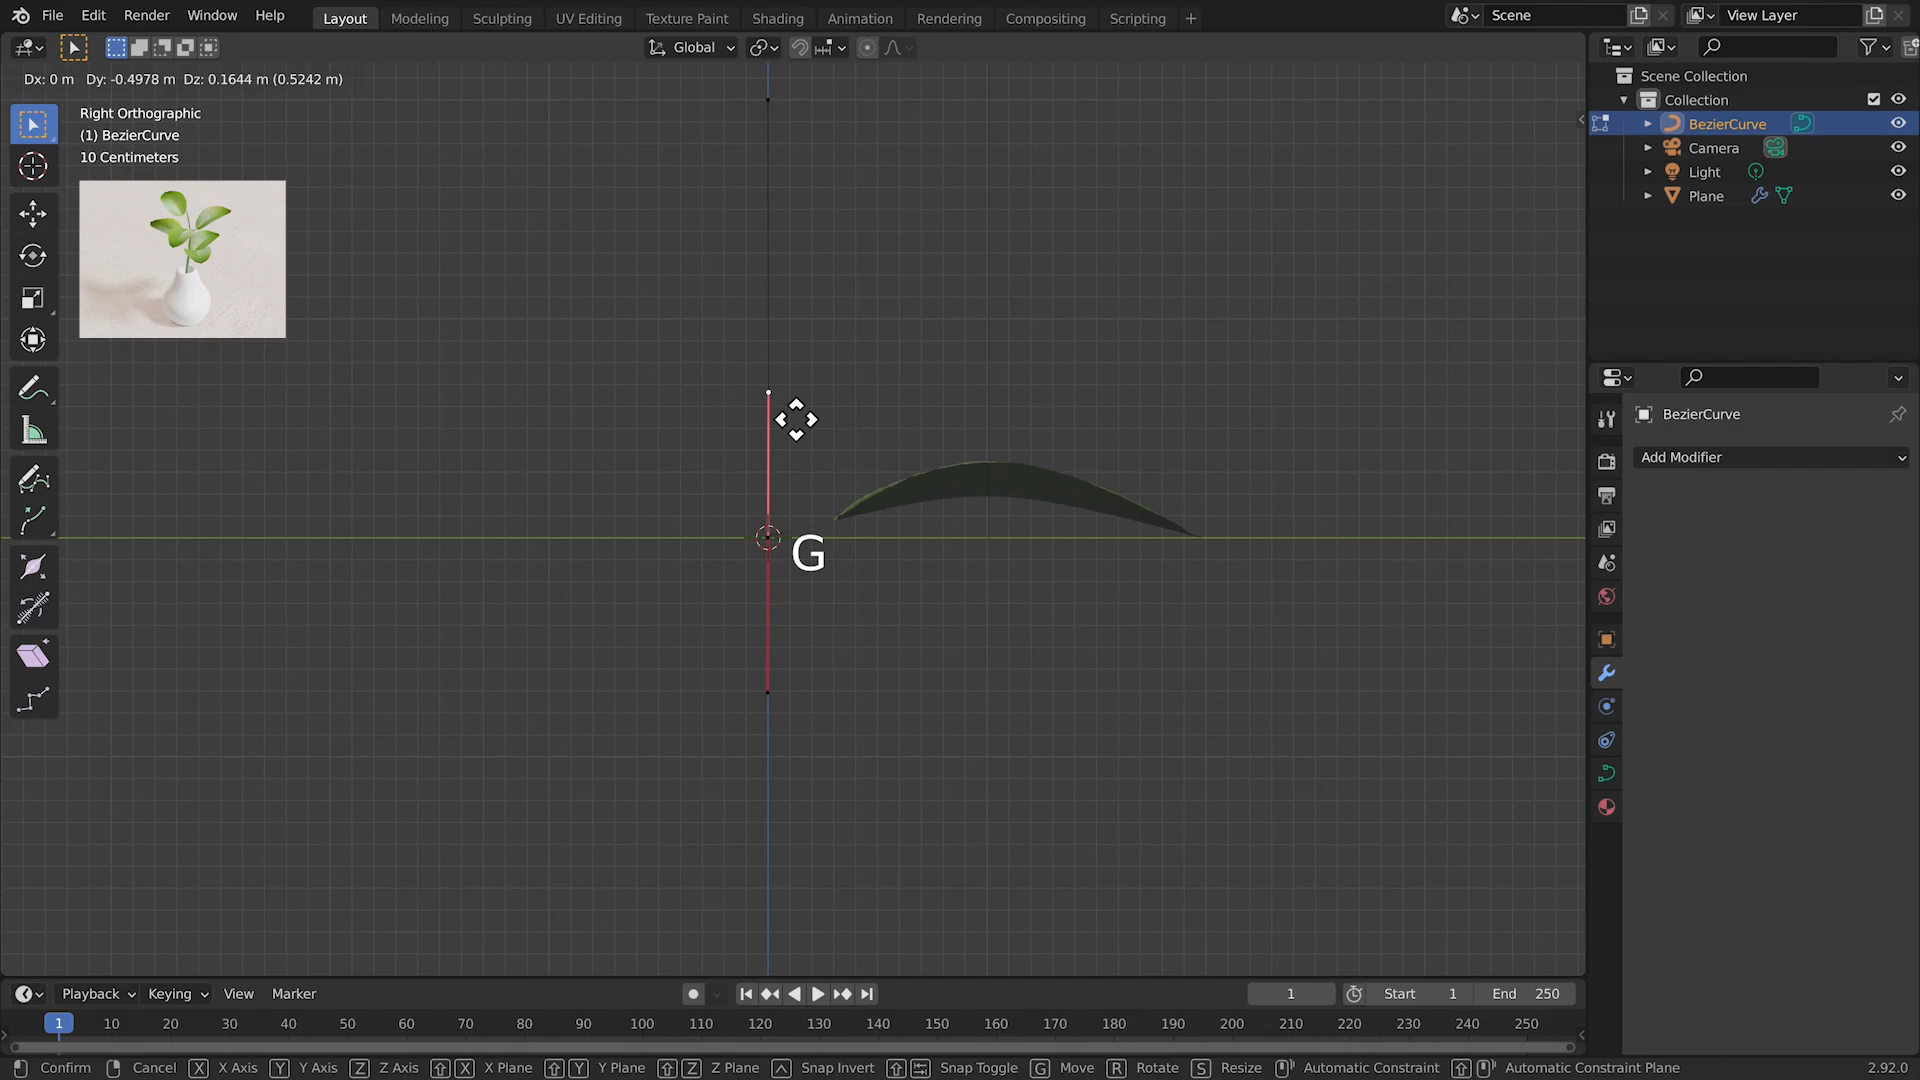 File Edit Render Window Help
Layout Modeling Sculpting UV Editing Texture Paint Shading Animation Rendering Compositing Scripting +
Scene
View Layer
Global
Dx: 0 m Dy: -0.4978 m Dz: 0.1644 m (0.5242 m)
Right Orthographic
(1) BezierCurve
10 Centimeters
G
Scene Collection
Collection
BezierCurve
Camera
Light
Plane
BezierCurve
Add Modifier
Playback Keying View Marker
1 Start 1 End 250
1 10 20 30 40 50 60 70 80 90 100 110 120 130 140 150 160 170 180 190 200 210 220 230 240 250
Confirm Cancel X X Axis Y Y Axis Z Z Axis X X Plane Y Y Plane Z Z Plane Snap Invert Snap Toggle G Move R Rotate S Resize Automatic Constraint Automatic Constraint Plane 2.92.0